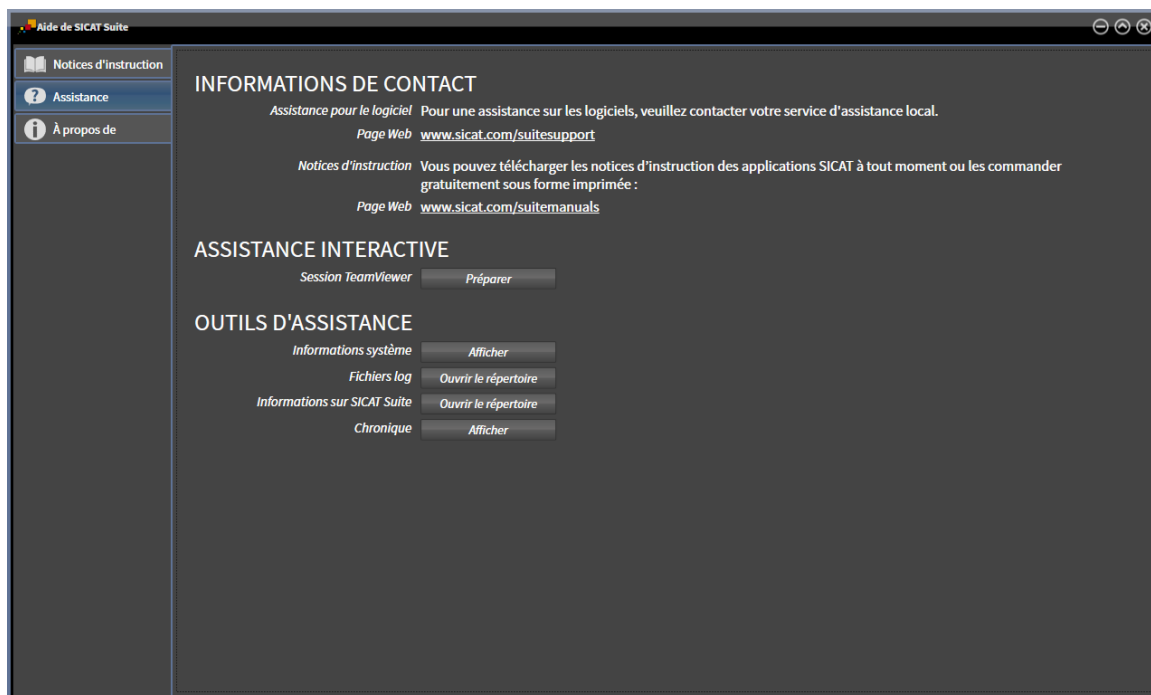 Aide de SICAT Suite
Notices d'instruction
Assistance
À propos de
INFORMATIONS DE CONTACT
Assistance pour le logiciel Pour une assistance sur les logiciels, veuillez contacter votre service d'assistance local.
Page Web www.sicat.com/suitesupport
Notices d'instruction Vous pouvez télécharger les notices d’instruction des applications SICAT à tout moment ou les commander
gratuitement sous forme imprimée :
Page Web www.sicat.com/suitemanuals
ASSISTANCE INTERACTIVE
Session TeamViewer Préparer
OUTILS D'ASSISTANCE
Informations système Afficher
Fichiers log Ouvrir le répertoire
Informations sur SICAT Suite Ouvrir le répertoire
Chronique Afficher